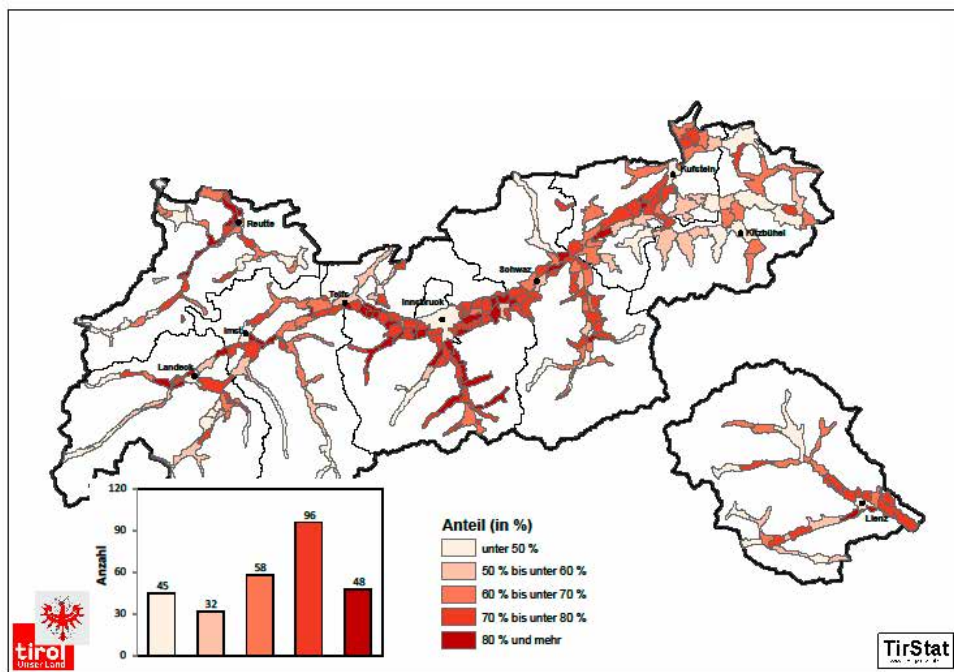 Kufstein
Reutte
Kitzbühel
Schwaz
Telfs
Innsbruck
Imst
Landeck
Lienz
120
90
60
30
0
Anzahl
45
32
58
96
48
Anteil (in %)
unter 50 %
50 % bis unter 60 %
60 % bis unter 70 %
70 % bis unter 80 %
80 % und mehr
tirol
Unser Land
TirStat